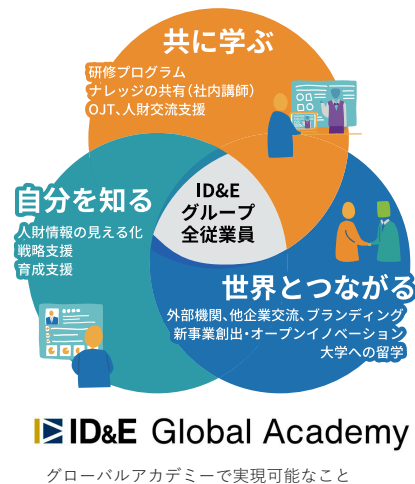 共に学ぶ
研修プログラム
ナレッジの共有（社内講師）
OJT、人財交流支援
自分を知る
人財情報の見える化
戦略支援
育成支援
ID&E
グループ
全従業員
世界とつながる
外部機関、他企業交流、ブランディング
新事業創出・オープンイノベーション
大学への留学
ID&E Global Academy
グローバルアカデミーで実現可能なこと